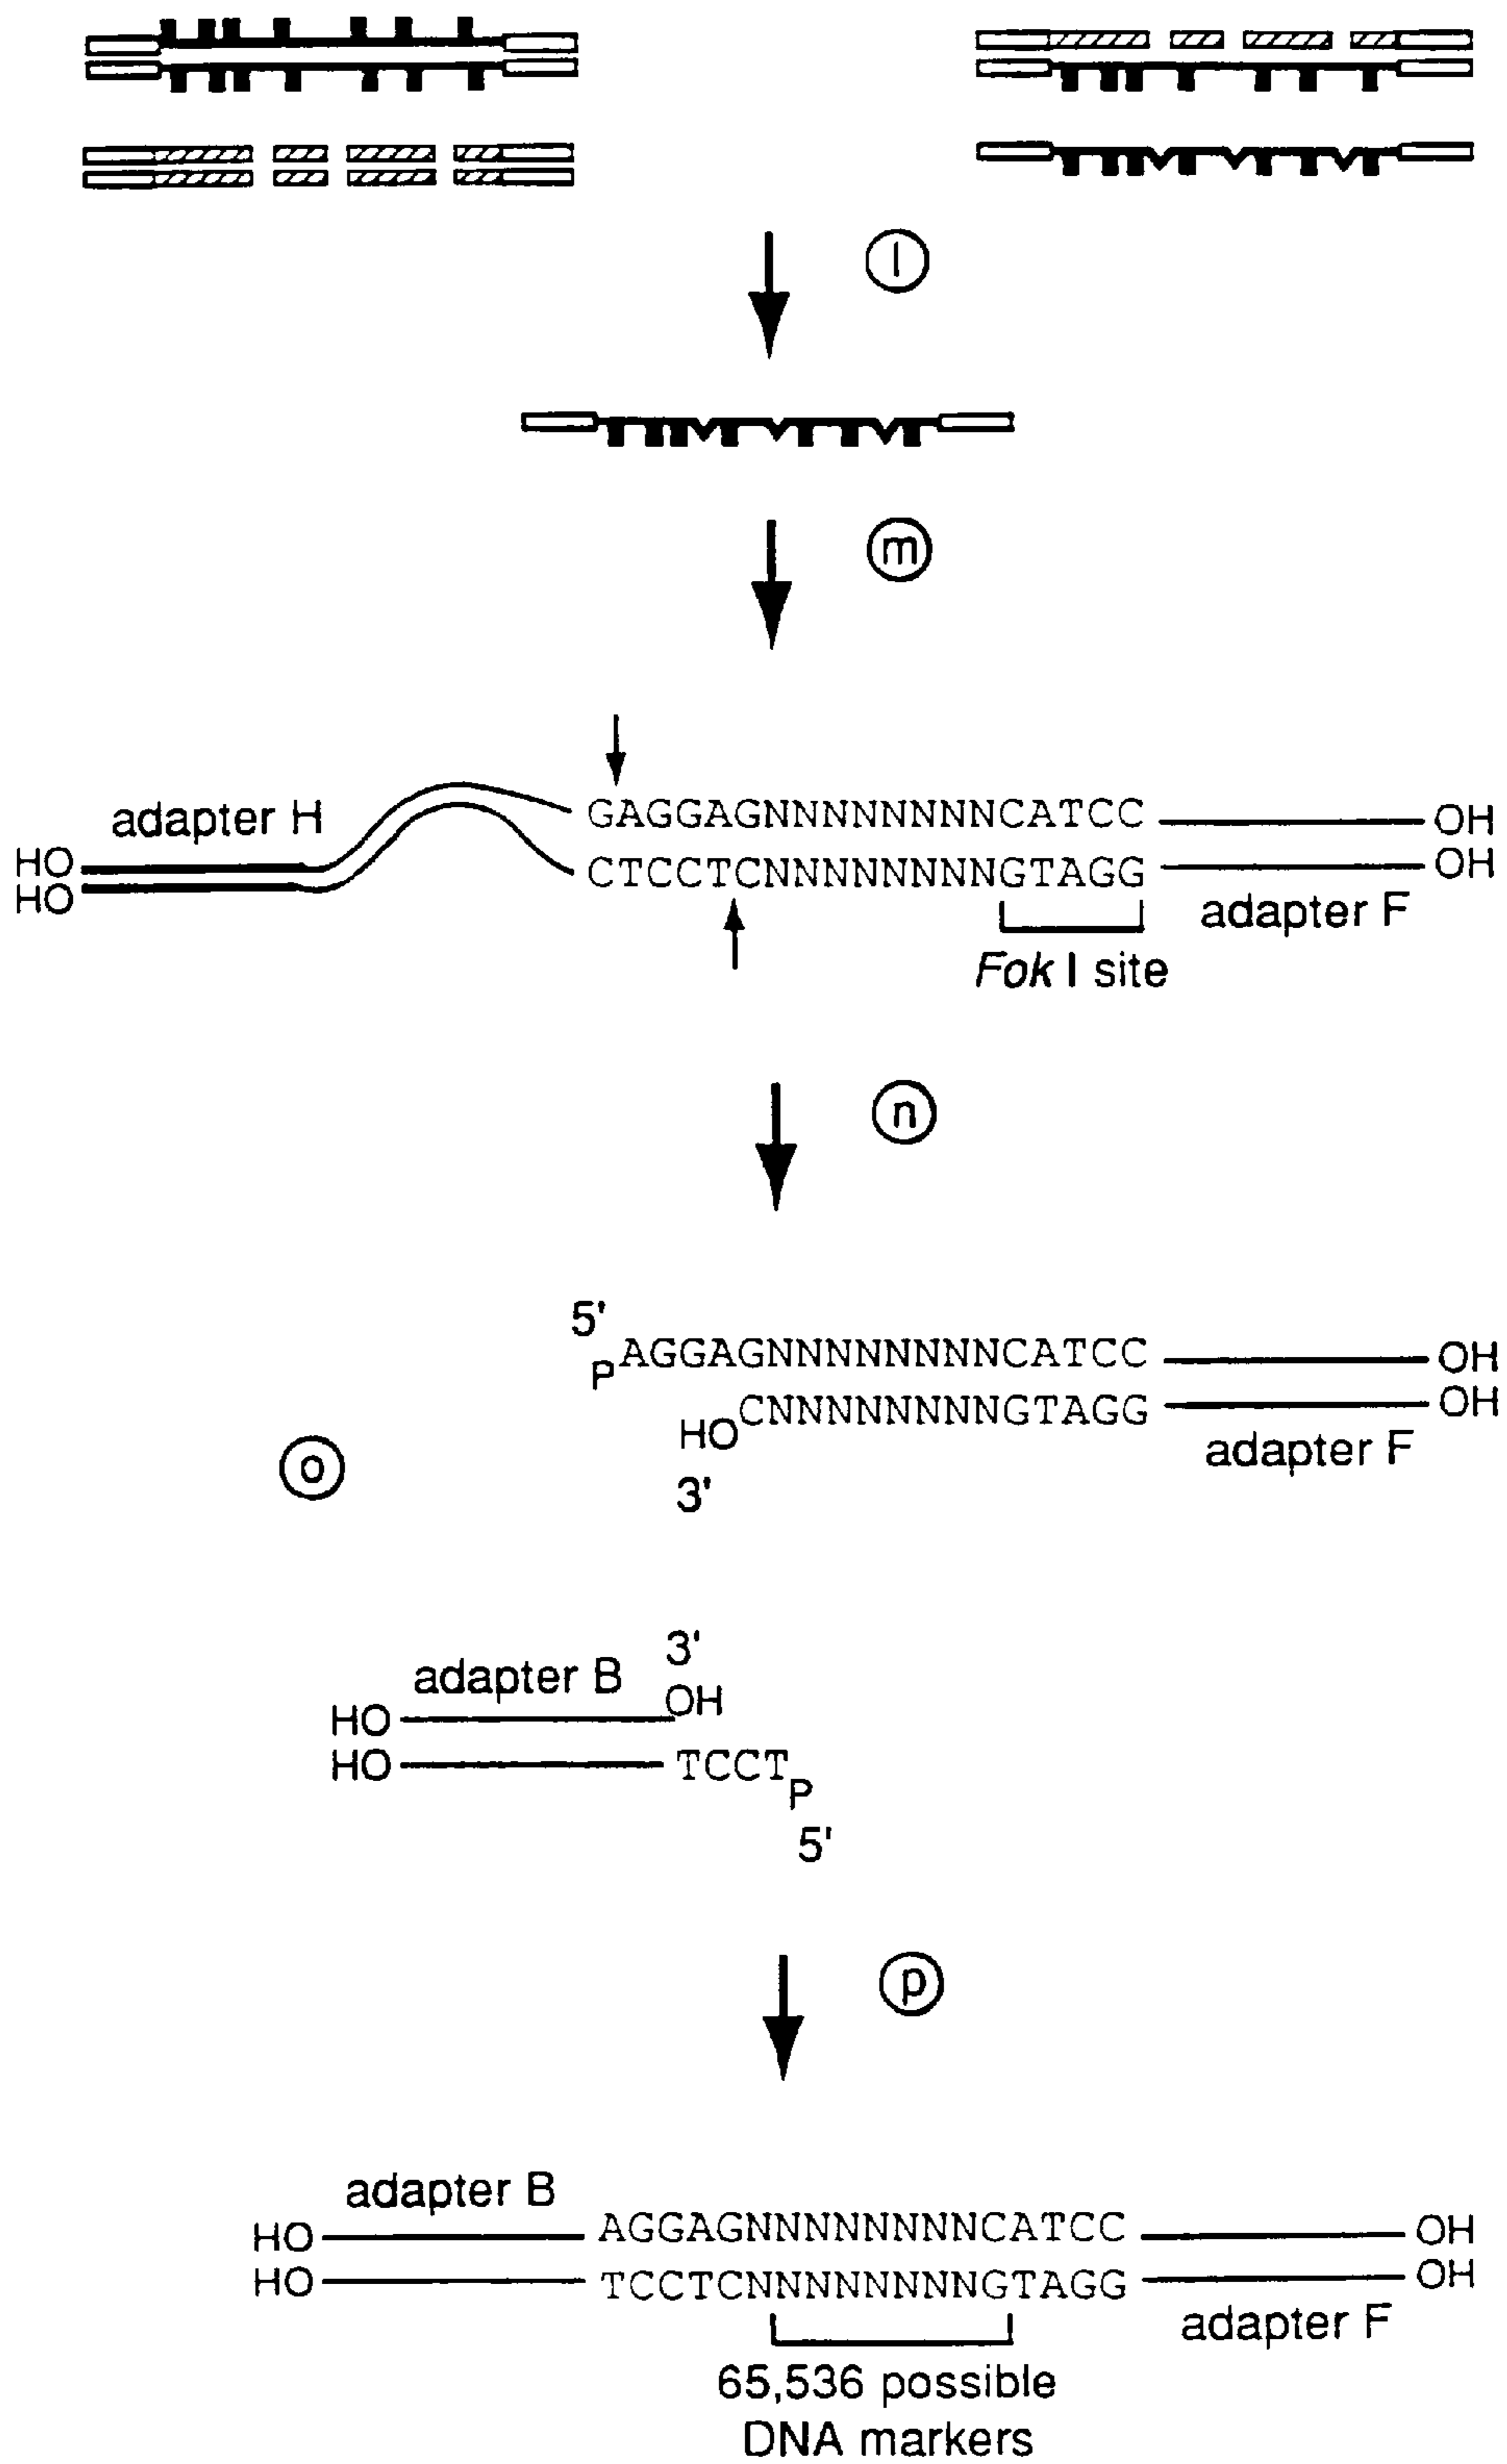 l
m
adapter H
GAGGAGNNNNNNNNCATCC
OH
HO
CTCCTCNNNNNNNNGTAGG
OH
HO
adapter F
Fok I site
n
5'
P
AGGAGNNNNNNNNCATCC
OH
CNNNNNNNNGTAGG
OH
HO
adapter F
3'
o
3'
adapter B
OH
HO
HO
TCCT
P
5'
p
adapter B
HO
AGGAGNNNNNNNNCATCC
OH
HO
TCCTCNNNNNNNNGTAGG
OH
adapter F
65,536 possible
DNA markers